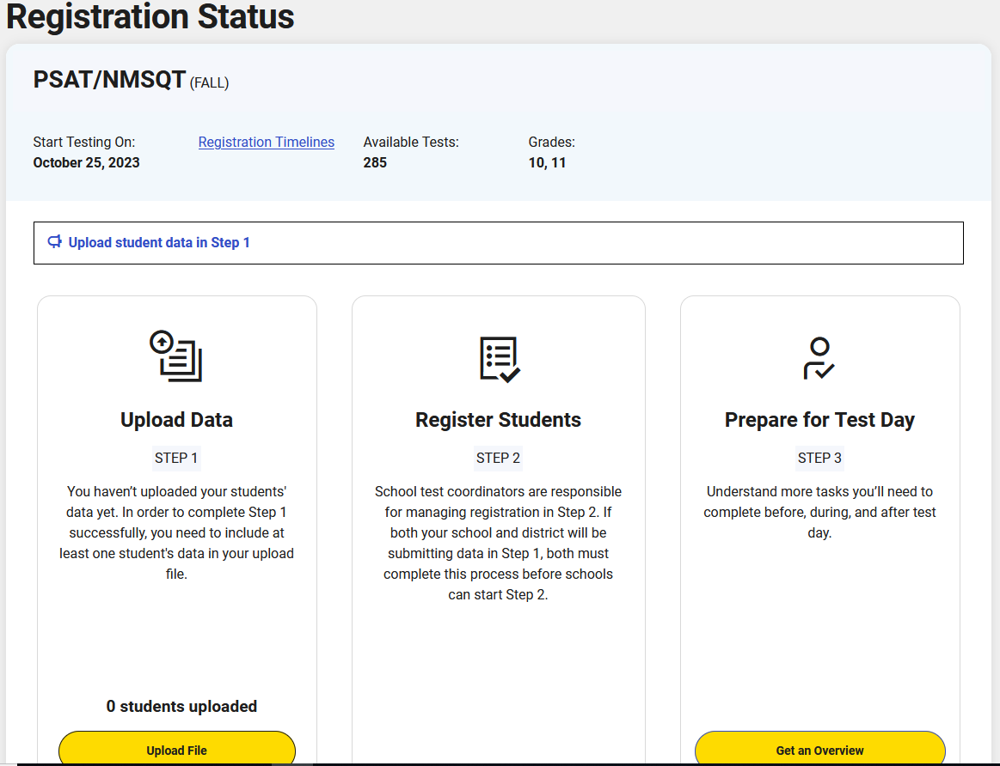 Registration Status
PSAT/NMSQT (FALL)
Start Testing On:
October 25, 2023
Registration Timelines
Available Tests:
285
Grades:
10, 11
Upload student data in Step 1
Upload Data
STEP 1
You haven’t uploaded your students'
data yet. In order to complete Step 1
successfully, you need to include at
least one student's data in your upload
file.
0 students uploaded
Upload File
Register Students
STEP 2
School test coordinators are responsible
for managing registration in Step 2. If
both your school and district will be
submitting data in Step 1, both must
complete this process before schools
can start Step 2.
Prepare for Test Day
STEP 3
Understand more tasks you’ll need to
complete before, during, and after test
day.
Get an Overview